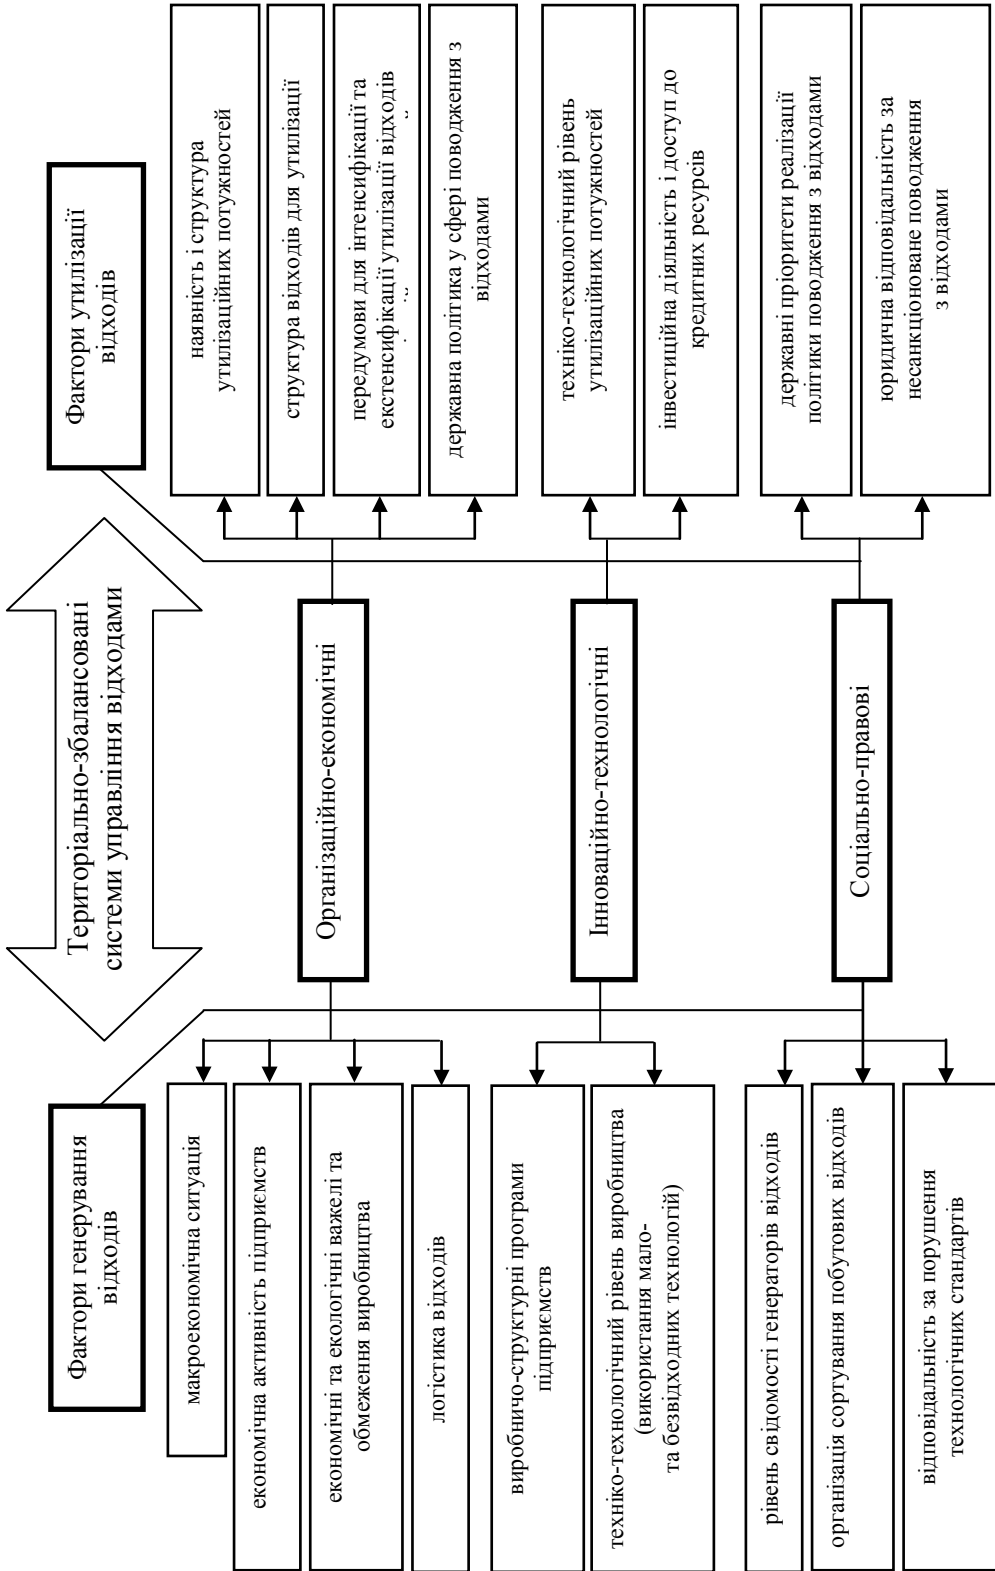 Фактори генерування
відходів
Територіально-збалансовані
системи управління відходами
Фактори утилізації
відходів
макроекономічна ситуація
економічна активність підприємств
економічні та екологічні важелі та
обмеження виробництва
логістика відходів
Організаційно-економічні
наявність і структура
утилізаційних потужностей
структура відходів для утилізації
передумови для інтенсифікації та
екстенсифікації утилізації відходів
державна політика у сфері поводження з
відходами
виробничо-структурні програми
підприємств
техніко-технологічний рівень виробництва
(використання мало-
та безвідходних технологій)
Інноваційно-технологічні
техніко-технологічний рівень
утилізаційних потужностей
інвестиційна діяльність і доступ до
кредитних ресурсів
рівень свідомості генераторів відходів
організація сортування побутових відходів
відповідальність за порушення
технологічних стандартів
Соціально-правові
державні пріоритети реалізації
політики поводження з відходами
юридична відповідальність за
несанкціоноване поводження
з відходами